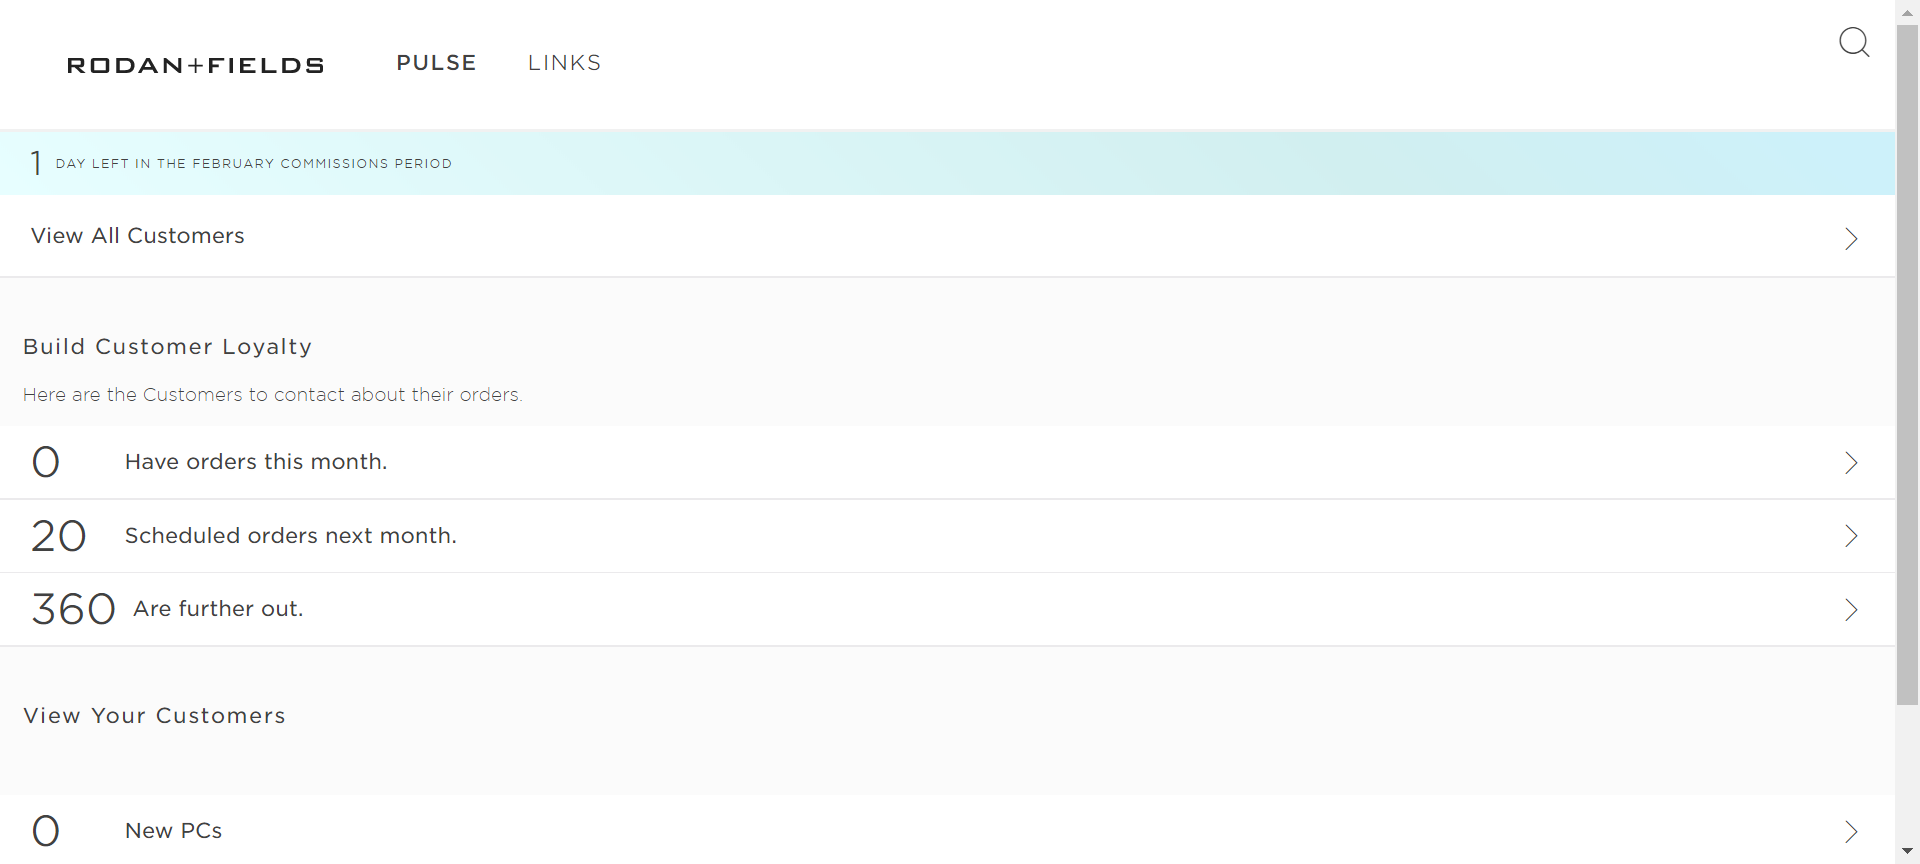 RODAN+FIELDS PULSE LINKS
1 DAY LEFT IN THE FEBRUARY COMMISSIONS PERIOD
View All Customers
Build Customer Loyalty
Here are the Customers to contact about their orders.
0 Have orders this month.
20 Scheduled orders next month.
360 Are further out.
View Your Customers
0 New PCs